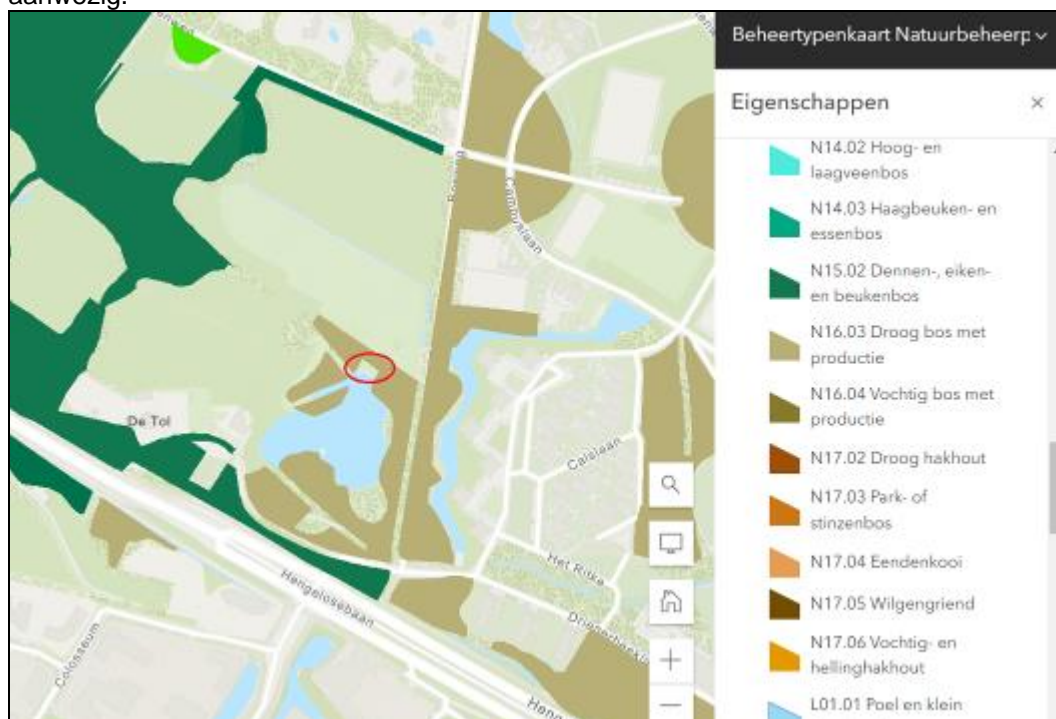 aanwezig.
Beheertypenkaart Natuurbeheerp
Eigenschappen
N14.02 Hoog- en
laagveenbos
N14.03 Haagbeuken- en
essenbos
N15.02 Dennen-, eiken-
en beukenbos
N16.03 Droog bos met
productie
N16.04 Vochtig bos met
productie
N17.02 Droog hakhout
N17.03 Park- of
stinzenbos
N17.04 Eendenkooi
N17.05 Wilgengriend
N17.06 Vochtig- en
hellinghakhout
L01.01 Poel en klein
Campuslaan
De Tol
Calslaan
Het Ritka
Hengelosebaan
Colosseum